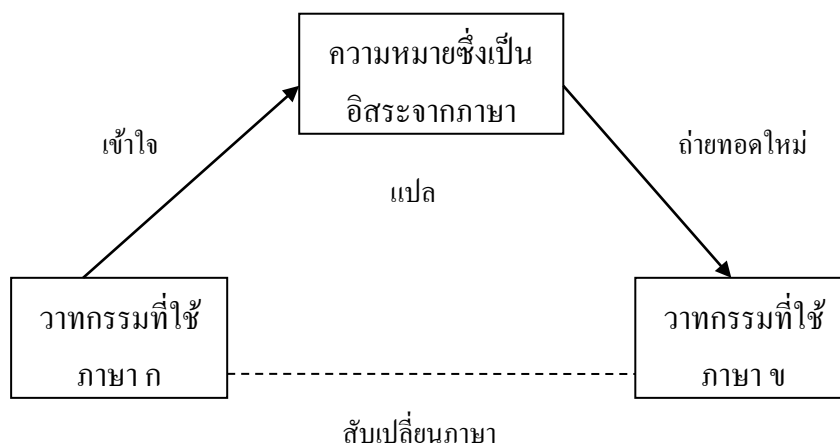 ความหมายซึ่งเป็น
อิสระจากภาษา
เข้าใจ
ถ่ายทอดใหม่
แปล
วาทกรรมที่ใช้
ภาษา ก
วาทกรรมที่ใช้
ภาษา ข
สับเปลี่ยนภาษา